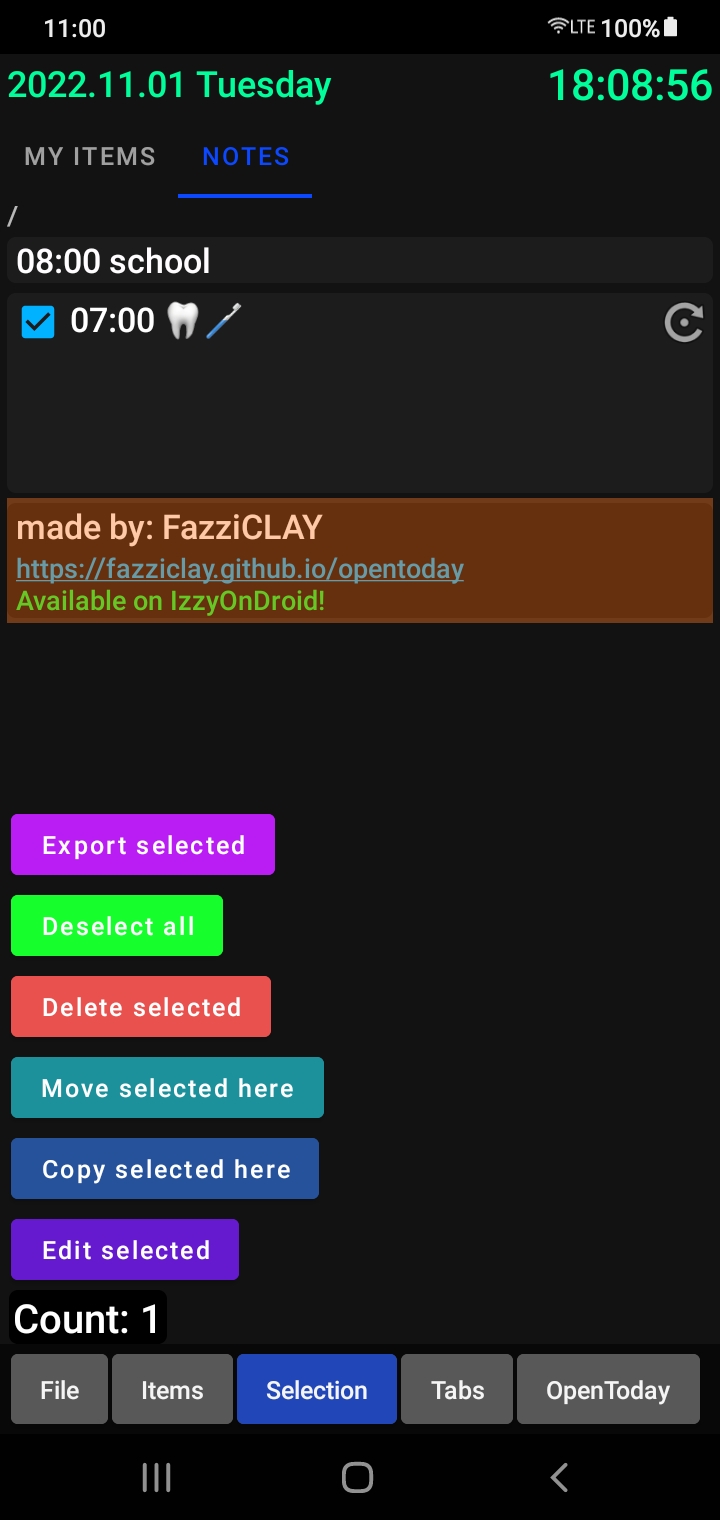 11:00 LTE 100%
2022.11.01 Tuesday 18:08:56
MY ITEMS NOTES
/
08:00 school
07:00 🦷🪥
made by: FazziCLAY
https://fazziclay.github.io/opentoday
Available on IzzyOnDroid!
Export selected
Deselect all
Delete selected
Move selected here
Copy selected here
Edit selected
Count: 1
File Items Selection Tabs OpenToday